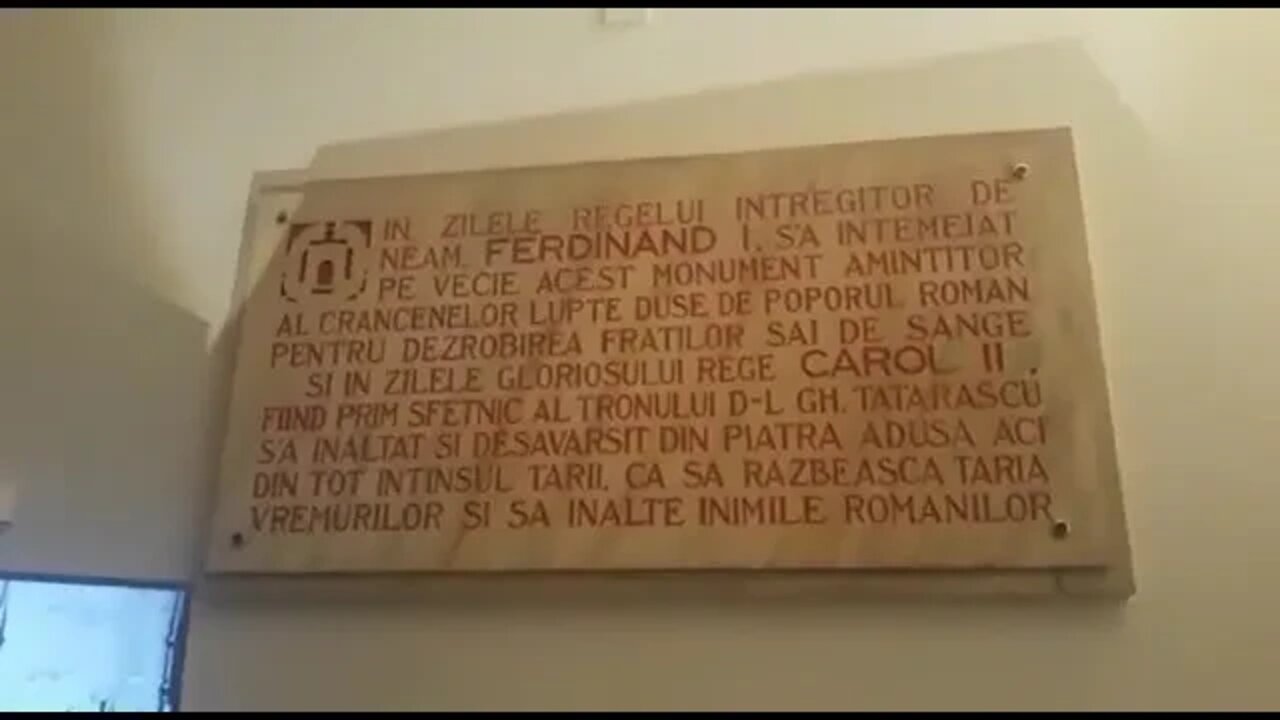 IN ZILELE REGELUI INTREGITOR DE
NEAM, FERDINAND I, S'A INTEMEIAT
PE VECIE ACEST MONUMENT AMINTITOR
AL CRANCENELOR LUPTE DUSE DE POPORUL ROMAN
PENTRU DEZROBIREA FRATILOR SAI DE SANGE
SI IN ZILELE GLORIOSULUI REGE CAROL II,
FIIND PRIM SFETNIC AL TRONULUI D-L GH. TATARASCU
S'A INALTAT SI DESAVARSIT DIN PIATRA ADUSA ACI
DIN TOT INTINSUL TARII, CA SA RAZBEASCA TARIA
VREMURILOR SI SA INALTE INIMILE ROMANILOR